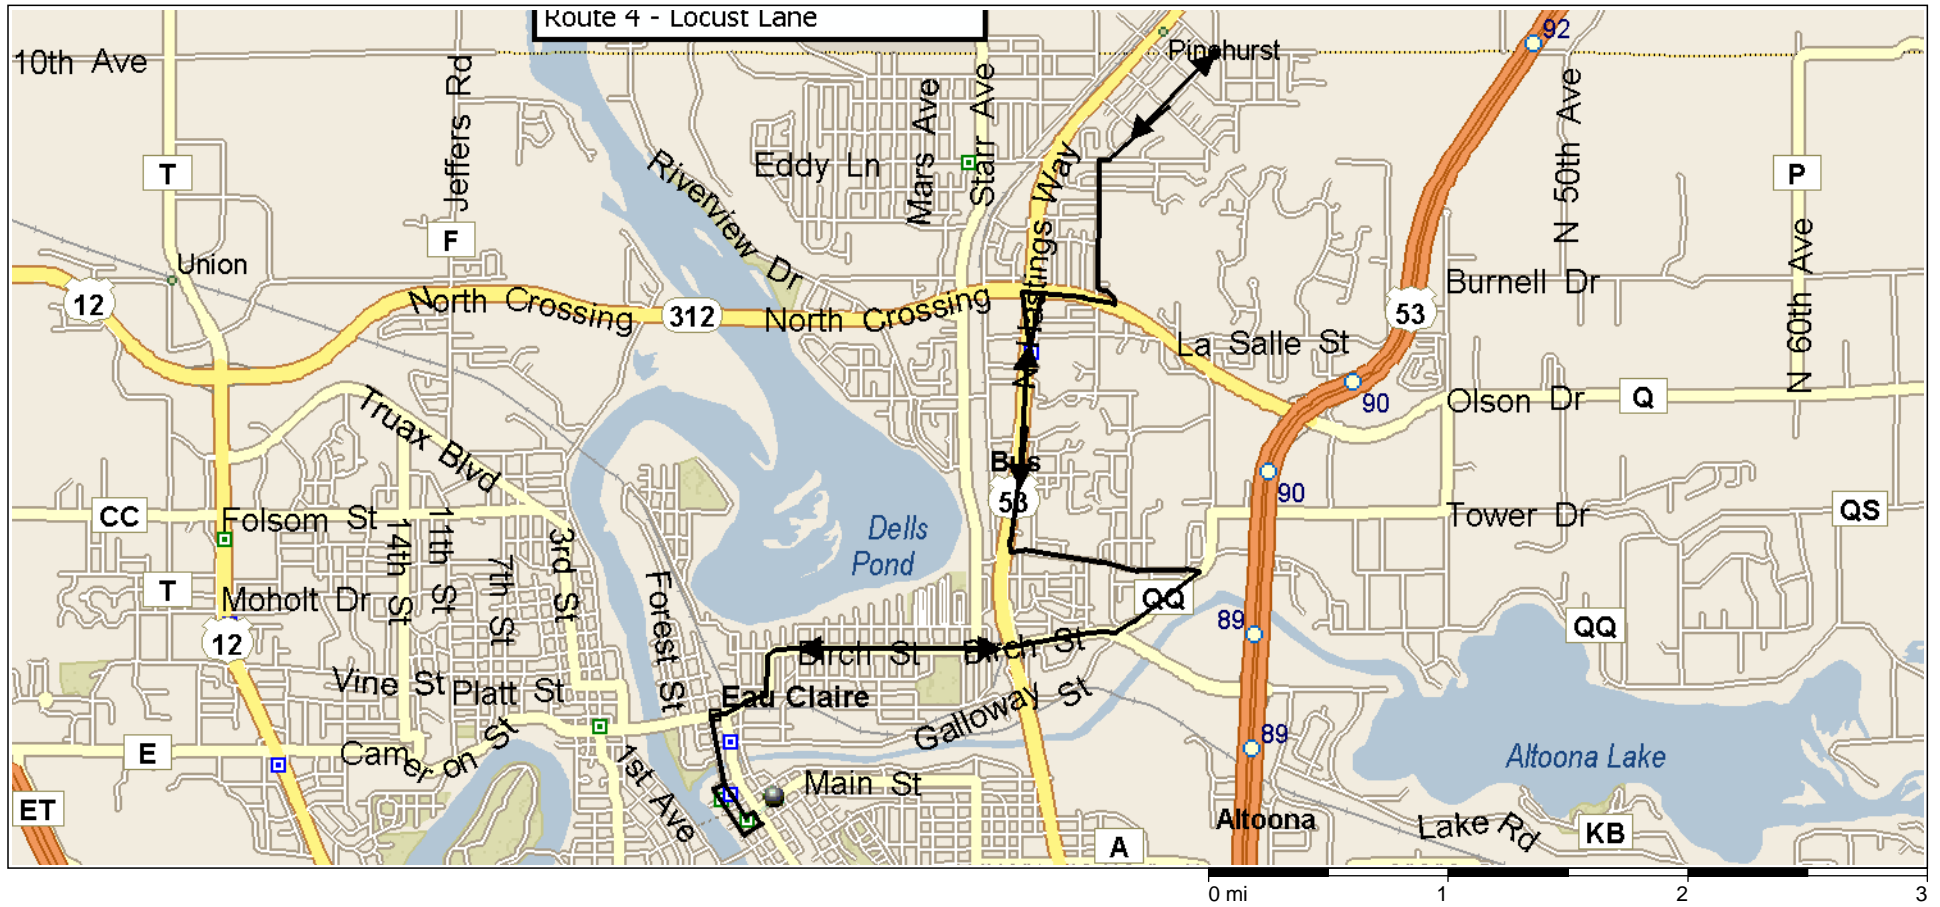 Route 4 - Locust Lane
92
Pinehurst
10th Ave
Jeffers Rd
Mars Ave
Starr Ave
N 50th Ave
T
Eddy Ln
Riverview Dr
P
F
Union
N Hastings Way
N 60th Ave
Burnell Dr
12
North Crossing
312
North Crossing
53
La Salle St
90
Olson Dr
Q
Truax Blvd
Bus
53
90
CC
Folsom St
14th St
11th St
7th St
3rd St
Dells
Pond
Tower Dr
QS
T
Moholt Dr
Forest St
QQ
89
QQ
12
Birch St
Birch St
Vine St
Platt St
Eau Claire
Galloway St
E
Cameron St
1st Ave
Main St
89
Altoona Lake
ET
A
Altoona
Lake Rd
KB
0 mi
1
2
3